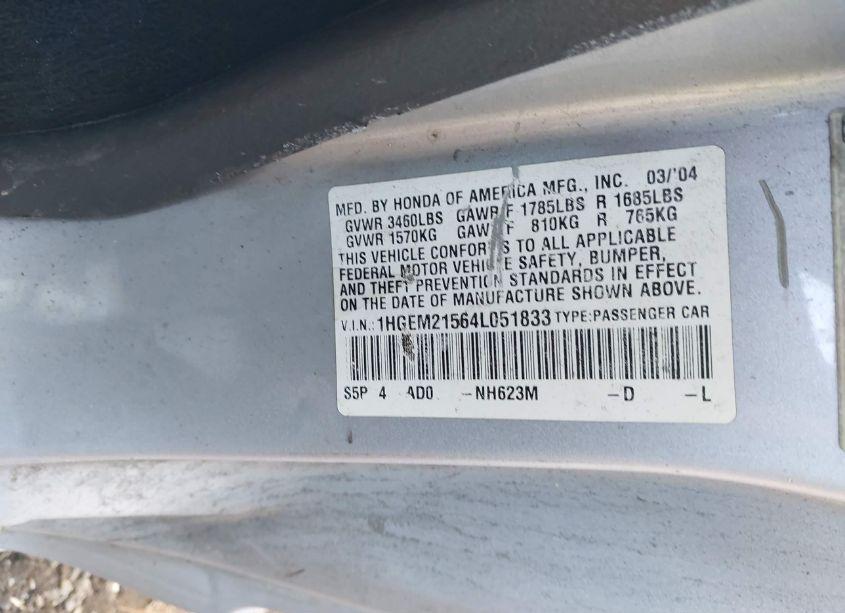 MFD. BY HONDA OF AMERICA MFG., INC. 03/'04
GVWR 3460LBS GAWR F 1785LBS R 1685LBS
GVWR 1570KG GAWR F 810KG R 765KG
THIS VEHICLE CONFORMS TO ALL APPLICABLE
FEDERAL MOTOR VEHICLE SAFETY, BUMPER,
AND THEFT PREVENTION STANDARDS IN EFFECT
ON THE DATE OF MANUFACTURE SHOWN ABOVE.
V.I.N.: 1HGEM21564L051833 TYPE: PASSENGER CAR
S5P 4 AD0 -NH623M -D -L